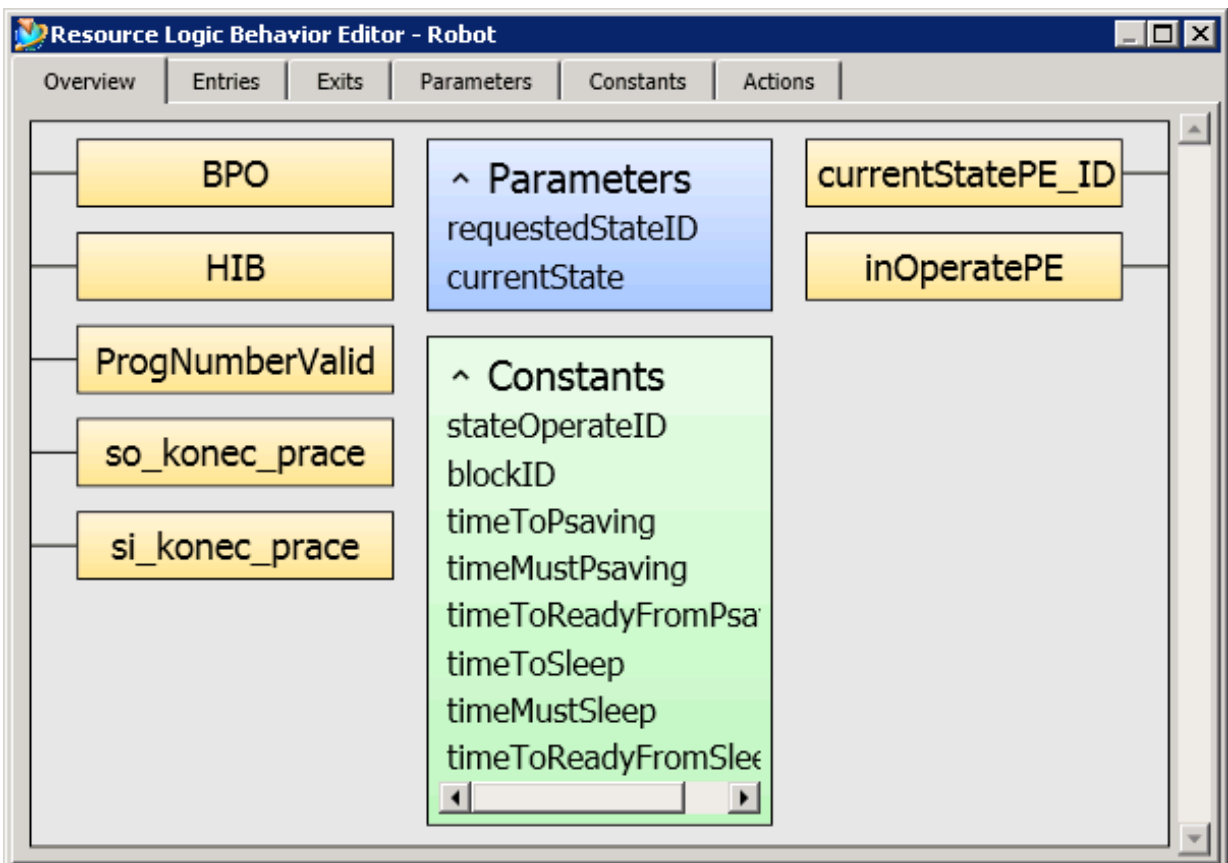 Resource Logic Behavior Editor - Robot
Overview Entries Exits Parameters Constants Actions
BPO
HIB
ProgNumberValid
so_konec_prace
si_konec_prace
Parameters
requestedStateID
currentState
Constants
stateOperateID
blockID
timeToPsaving
timeMustPsaving
timeToReadyFromPsa
timeToSleep
timeMustSleep
timeToReadyFromSle
currentStatePE_ID
inOperatePE